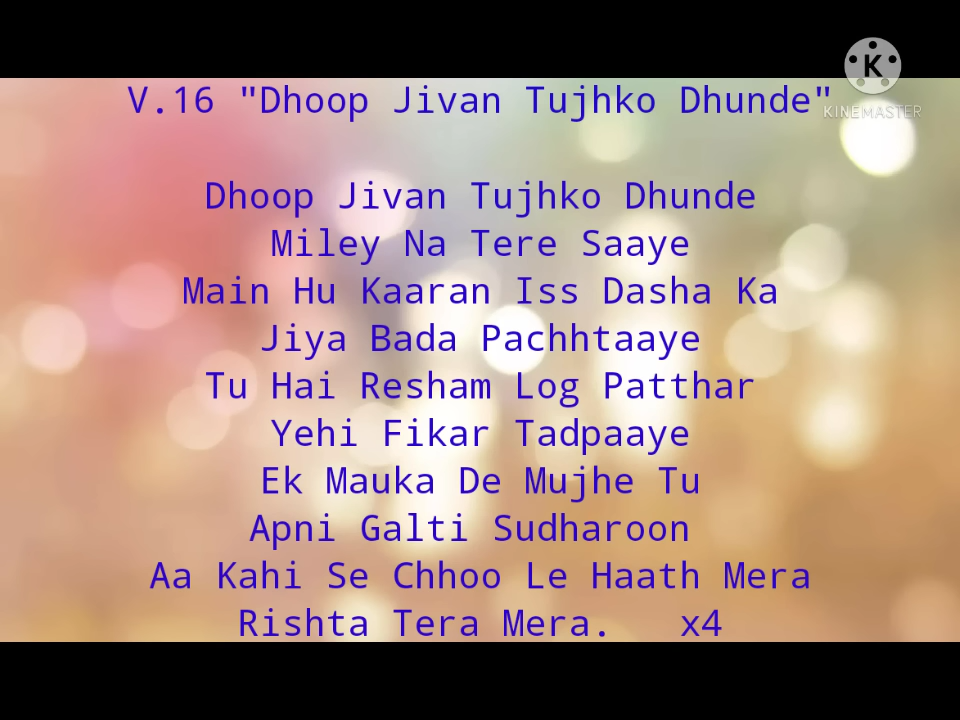 V.16 "Dhoop Jivan Tujhko Dhunde"
KINEMASTER
Dhoop Jivan Tujhko Dhunde
Miley Na Tere Saaye
Main Hu Kaaran Iss Dasha Ka
Jiya Bada Pachhtaaye
Tu Hai Resham Log Patthar
Yehi Fikar Tadpaaye
Ek Mauka De Mujhe Tu
Apni Galti Sudharoon
Aa Kahi Se Chhoo Le Haath Mera
Rishta Tera Mera.   x4